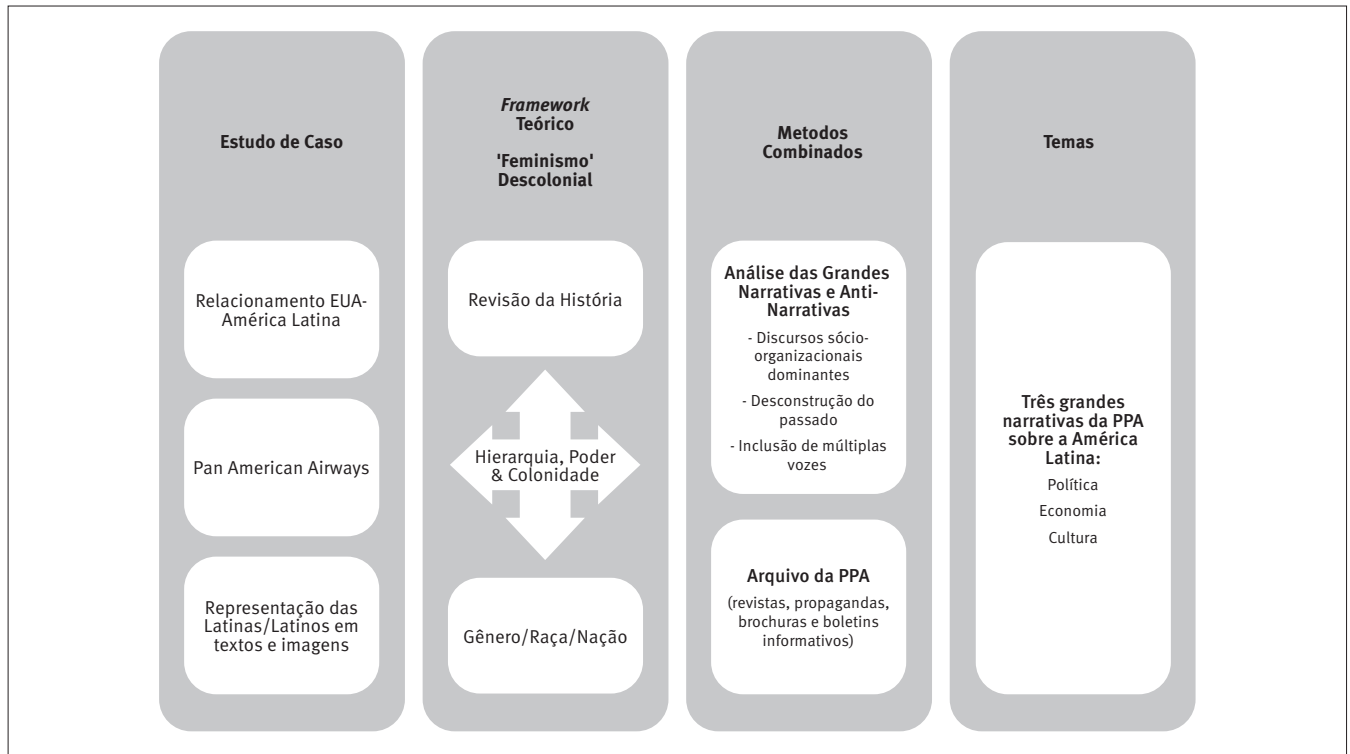 Estudo de Caso
Relacionamento EUA-
América Latina
Pan American Airways
Representação das
Latinas/Latinos em
textos e imagens
Framework
Teórico
'Feminismo'
Descolonial
Revisão da História
Hierarquia, Poder
& Colonidade
Gênero/Raça/Nação
Metodos
Combinados
Análise das Grandes
Narrativas e Anti-
Narrativas
- Discursos sócio-
organizacionais
dominantes
- Desconstrução do
passado
- Inclusão de múltiplas
vozes
Arquivo da PPA
(revistas, propagandas,
brochuras e boletins
informativos)
Temas
Três grandes
narrativas da PPA
sobre a América
Latina:
Política
Economia
Cultura